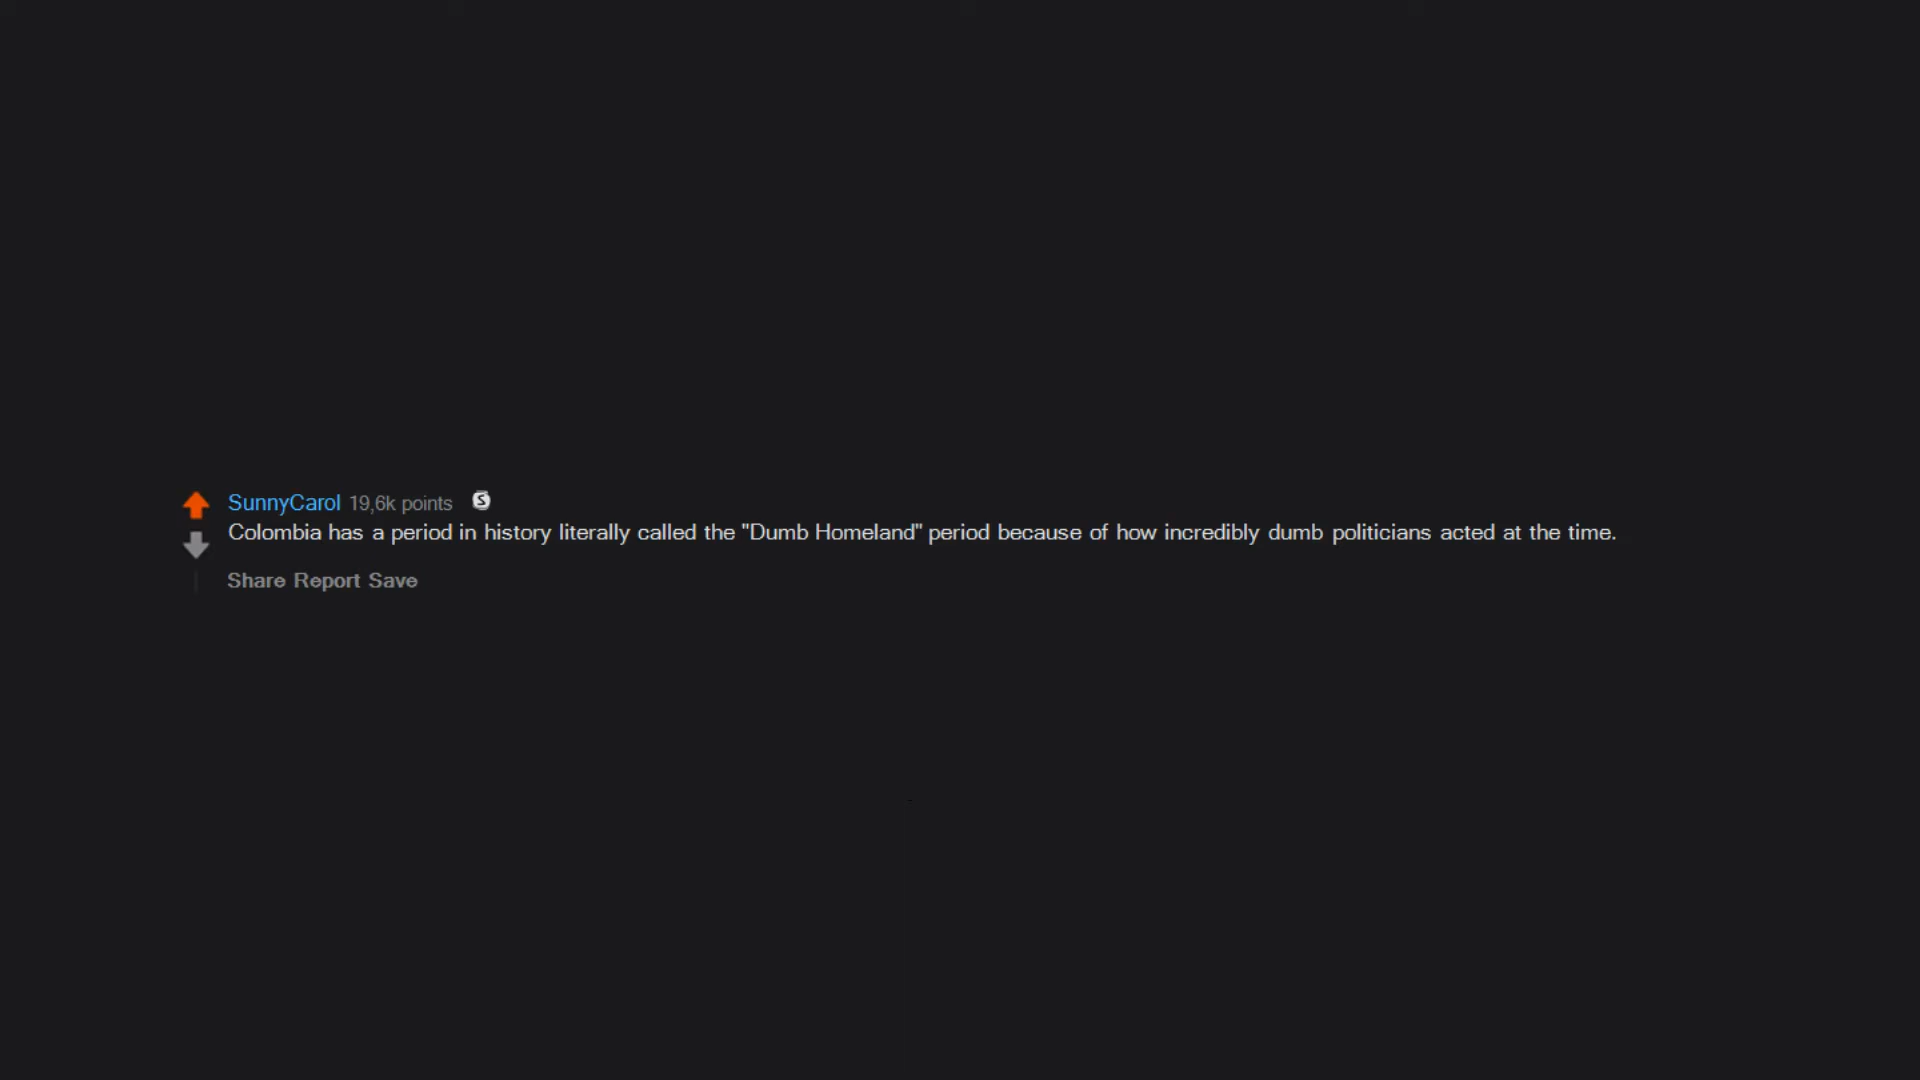 SunnyCarol 19,6k points S
Colombia has a period in history literally called the "Dumb Homeland" period because of how incredibly dumb politicians acted at the time.
Share Report Save